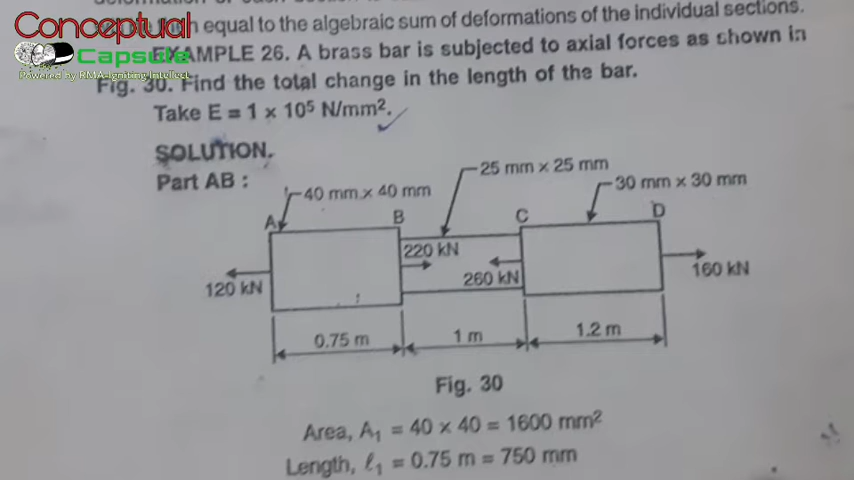 Conceptual
Capsule
Powered by RMA-Igniting Intellect
equal to the algebraic sum of deformations of the individual sections.
EXAMPLE 26. A brass bar is subjected to axial forces as shown in
Fig. 30. Find the total change in the length of the bar.
Take E = 1 × 10⁵ N/mm².
SOLUTION.
Part AB :
40 mm × 40 mm
25 mm × 25 mm
30 mm × 30 mm
A B C D
120 kN
220 kN
260 kN
160 kN
0.75 m
1 m
1.2 m
Fig. 30
Area, A₁ = 40 × 40 = 1600 mm²
Length, ℓ₁ = 0.75 m = 750 mm